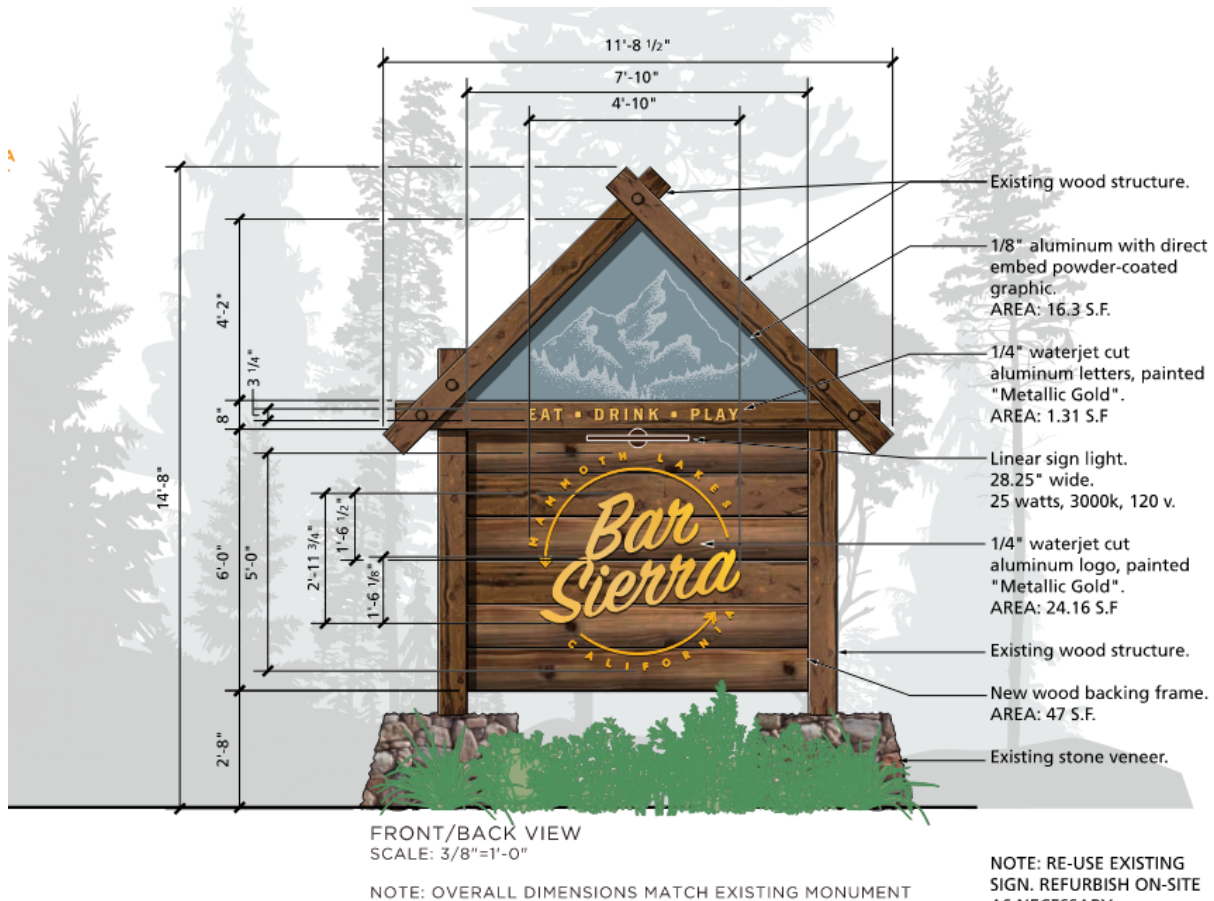 11'-8 1/2"
7'-10"
4'-10"
Existing wood structure.
1/8" aluminum with direct
embed powder-coated
graphic.
AREA: 16.3 S.F.
4'-2"
3 1/4"
8"
14'-8"
1/4" waterjet cut
aluminum letters, painted
"Metallic Gold".
AREA: 1.31 S.F
EAT • DRINK • PLAY
Linear sign light.
28.25" wide.
25 watts, 3000k, 120 v.
MAMMOTH LAKES
Bar
Sierra
CALIFORNIA
6'-0"
5'-0"
2'-11 3/4"
1'-6 1/2"
1'-6 1/8"
1/4" waterjet cut
aluminum logo, painted
"Metallic Gold".
AREA: 24.16 S.F
Existing wood structure.
New wood backing frame.
AREA: 47 S.F.
2'-8"
Existing stone veneer.
FRONT/BACK VIEW
SCALE: 3/8"=1'-0"
NOTE: OVERALL DIMENSIONS MATCH EXISTING MONUMENT
NOTE: RE-USE EXISTING
SIGN. REFURBISH ON-SITE
AS NECESSARY